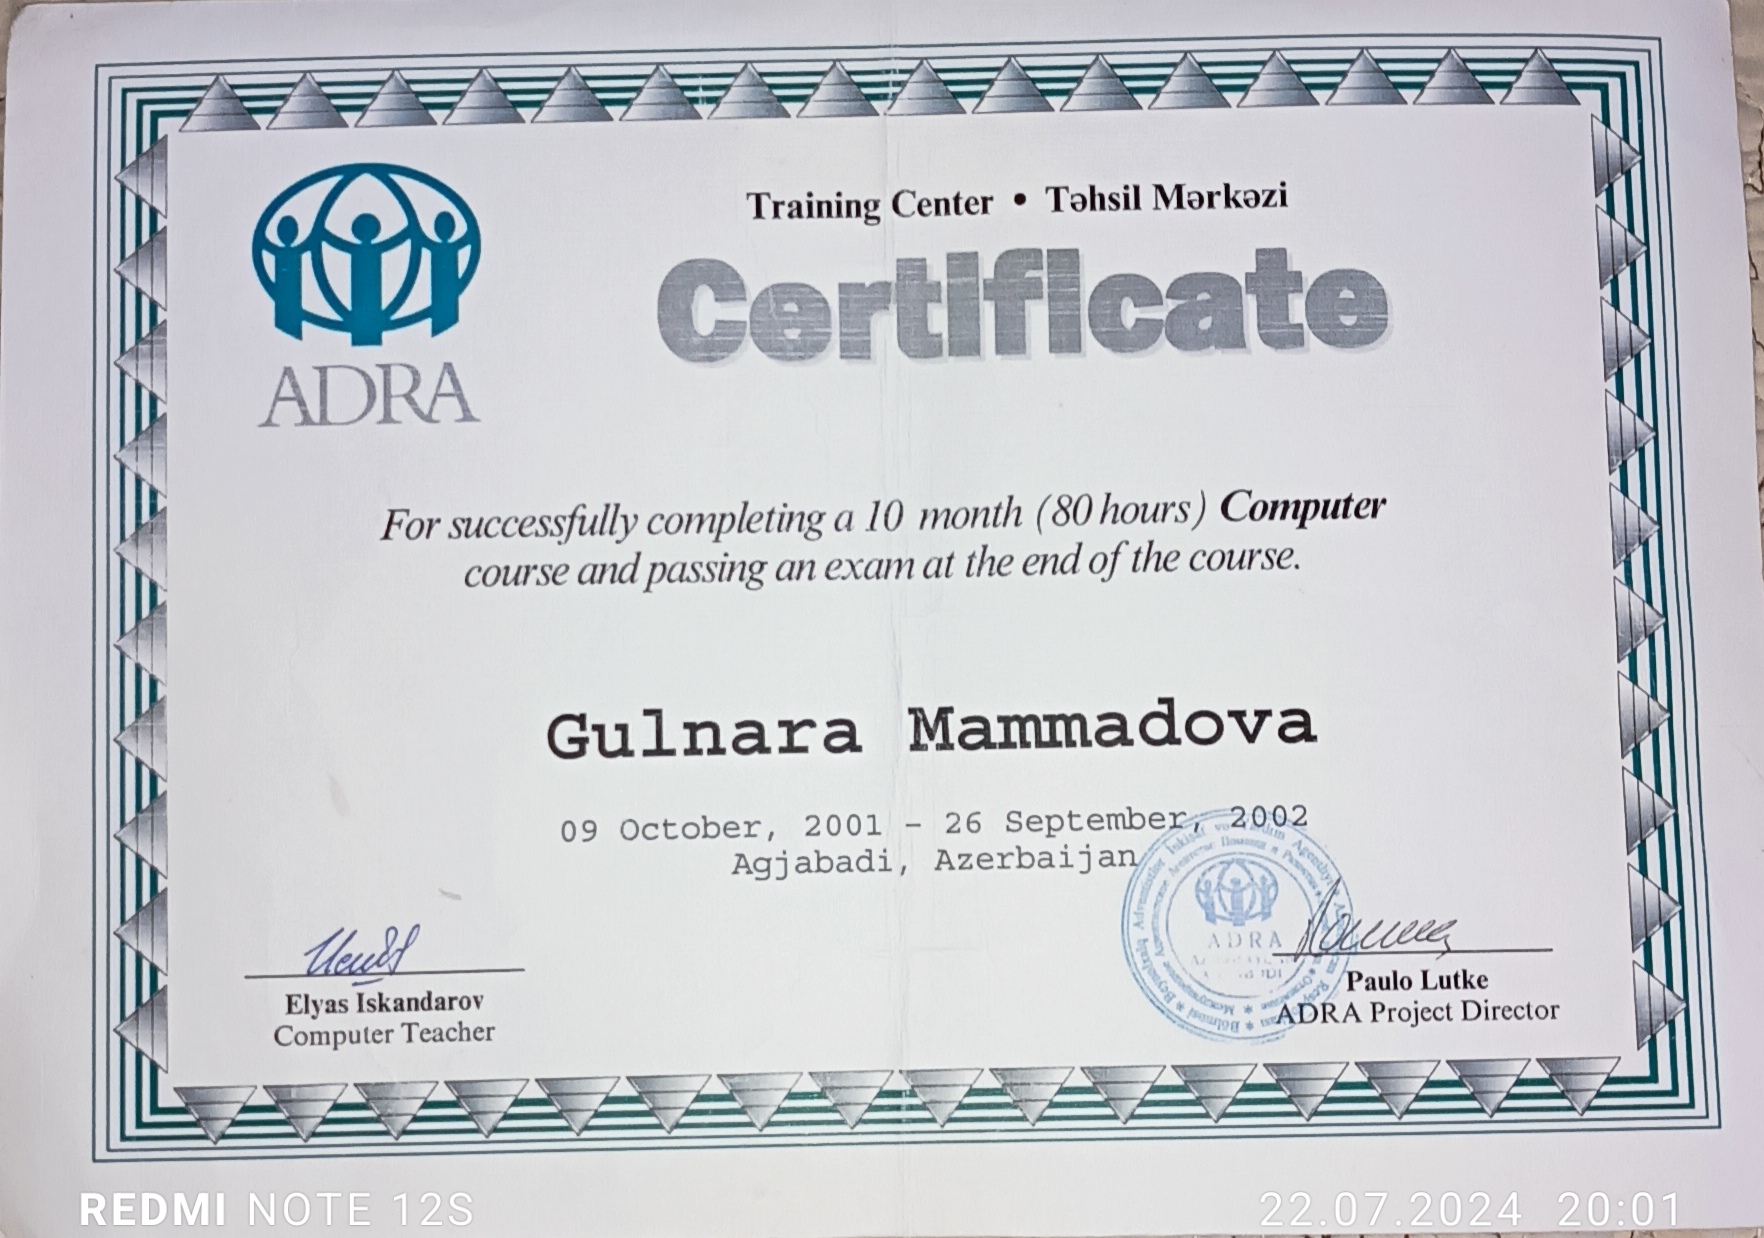 Training Center • Təhsil Mərkəzi
Certificate
ADRA
For successfully completing a 10 month (80 hours) Computer
course and passing an exam at the end of the course.
Gulnara Mammadova
09 October, 2001 - 26 September, 2002
Agjabadi, Azerbaijan
ADRA
Elyas Iskandarov
Computer Teacher
Paulo Lutke
ADRA Project Director
REDMI NOTE 12S
22.07.2024 20:01